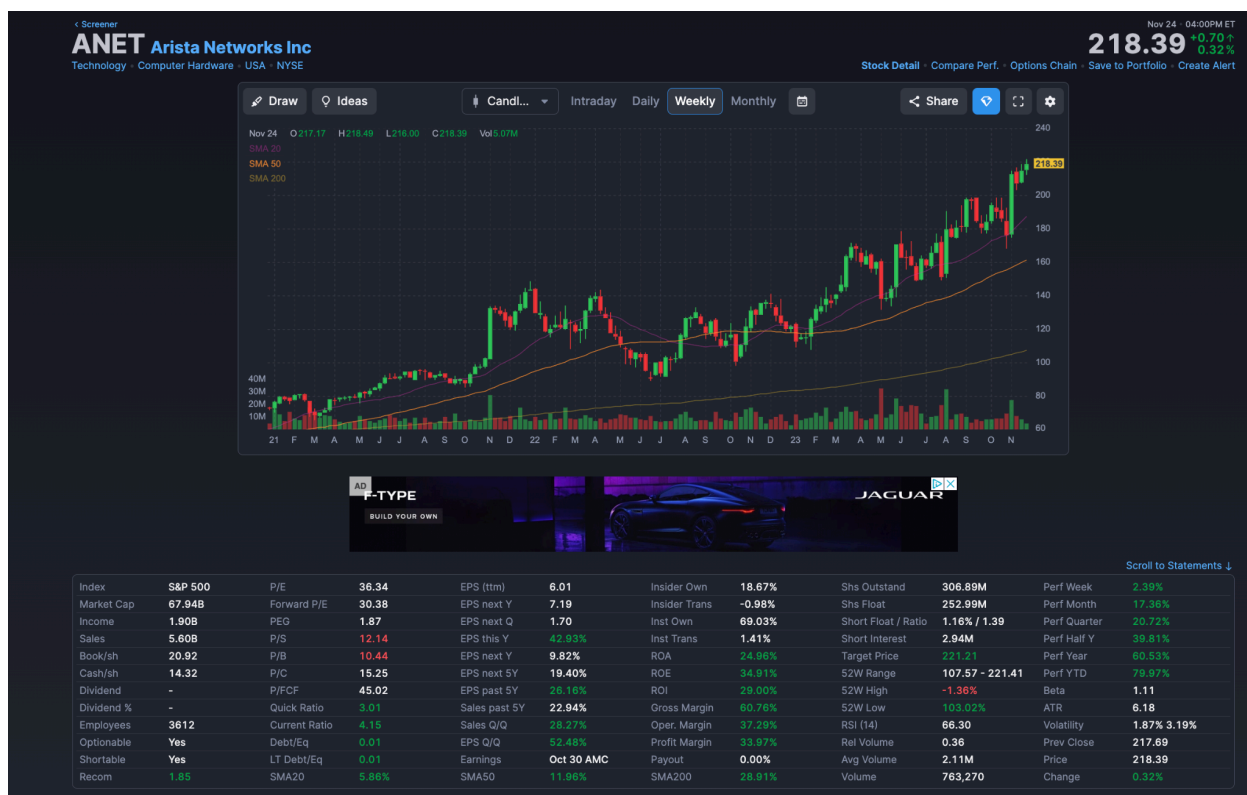 ‹ Screener
Nov 24 · 04:00PM ET
ANET Arista Networks Inc
218.39 +0.70↑ 0.32%
Technology • Computer Hardware • USA • NYSE
Stock Detail • Compare Perf. • Options Chain • Save to Portfolio • Create Alert
Draw Ideas Candl... Intraday Daily Weekly Monthly Share
Nov 24 O217.17 H218.49 L216.00 C218.39 Vol5.07M
SMA 20
SMA 50
SMA 200
240
218.39
200
180
160
140
120
100
80
60
40M
30M
20M
10M
21 F M A M J J A S O N D 22 F M A M J J A S O N D 23 F M A M J J A S O N
AD
F-TYPE
BUILD YOUR OWN
JAGUAR
Scroll to Statements ↓
Index S&P 500 P/E 36.34 EPS (ttm) 6.01 Insider Own 18.67% Shs Outstand 306.89M Perf Week 2.39%
Market Cap 67.94B Forward P/E 30.38 EPS next Y 7.19 Insider Trans -0.98% Shs Float 252.99M Perf Month 17.36%
Income 1.90B PEG 1.87 EPS next Q 1.70 Inst Own 69.03% Short Float / Ratio 1.16% / 1.39 Perf Quarter 20.72%
Sales 5.60B P/S 12.14 EPS this Y 42.93% Inst Trans 1.41% Short Interest 2.94M Perf Half Y 39.81%
Book/sh 20.92 P/B 10.44 EPS next Y 9.82% ROA 24.96% Target Price 221.21 Perf Year 60.53%
Cash/sh 14.32 P/C 15.25 EPS next 5Y 19.40% ROE 34.91% 52W Range 107.57 - 221.41 Perf YTD 79.97%
Dividend - P/FCF 45.02 EPS past 5Y 26.16% ROI 29.00% 52W High -1.36% Beta 1.11
Dividend % - Quick Ratio 3.01 Sales past 5Y 22.94% Gross Margin 60.76% 52W Low 103.02% ATR 6.18
Employees 3612 Current Ratio 4.15 Sales Q/Q 28.27% Oper. Margin 37.29% RSI (14) 66.30 Volatility 1.87% 3.19%
Optionable Yes Debt/Eq 0.01 EPS Q/Q 52.48% Profit Margin 33.97% Rel Volume 0.36 Prev Close 217.69
Shortable Yes LT Debt/Eq 0.01 Earnings Oct 30 AMC Payout 0.00% Avg Volume 2.11M Price 218.39
Recom 1.85 SMA20 5.86% SMA50 11.96% SMA200 28.91% Volume 763,270 Change 0.32%